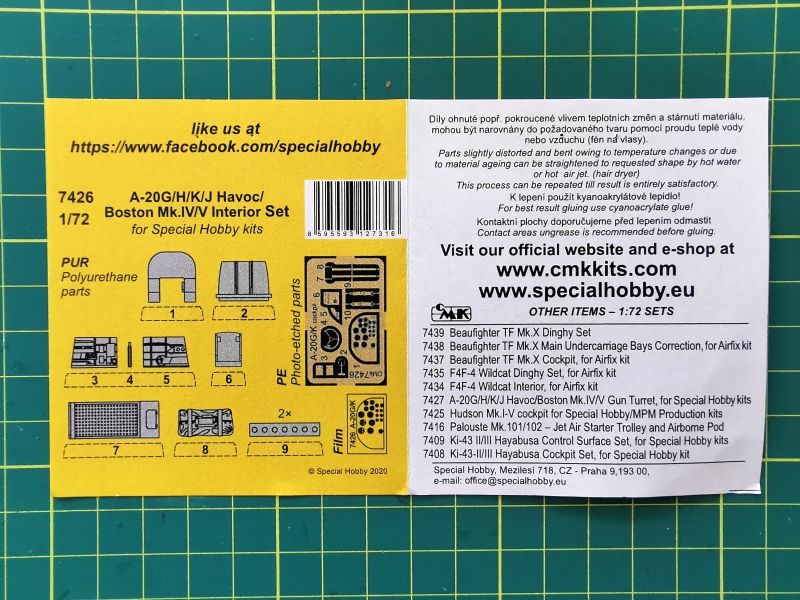 like us at
https://www.facebook.com/specialhobby
7426
1/72
A-20G/H/K/J Havoc/
Boston Mk.IV/V Interior Set
for Special Hobby kits
8 595593 127316
PUR
Polyurethane
parts
1
2
3
4
5
6
7
8
2×
9
PE
Photo-etched parts
A-20G/K cockpit
CMK7426
Film
7426 A-20G/K
© Special Hobby 2020
Díly ohnuté popř. pokroucené vlivem teplotních změn a stárnutí materiálu,
mohou být narovnány do požadovaného tvaru pomocí proudu teplé vody
nebo vzduchu (fén na vlasy).
Parts slightly distorted and bent owing to temperature changes or due
to material ageing can be straightened to requested shape by hot water
or hot air jet. (hair dryer)
This process can be repeated till result is entirely satisfactory.
K lepení použít kyanoakrylátové lepidlo!
For best result gluing use cyanoacrylate glue!
Kontaktní plochy doporučujeme před lepením odmastit
Contact areas ungrease is recommended before gluing.
Visit our official website and e-shop at
www.cmkkits.com
www.specialhobby.eu
CMK
OTHER ITEMS – 1:72 SETS
7439 Beaufighter TF Mk.X Dinghy Set
7438 Beaufighter TF Mk.X Main Undercarriage Bays Correction, for Airfix kit
7437 Beaufighter TF Mk.X Cockpit, for Airfix kit
7435 F4F-4 Wildcat Dinghy Set, for Airfix kit
7434 F4F-4 Wildcat Interior, for Airfix kit
7427 A-20G/H/K/J Havoc/Boston Mk.IV/V Gun Turret, for Special Hobby kits
7425 Hudson Mk.I-V cockpit for Special Hobby/MPM Production kits
7416 Palouste Mk.101/102 – Jet Air Starter Trolley and Airborne Pod
7409 Ki-43 II/III Hayabusa Control Surface Set, for Special Hobby kits
7408 Ki-43-II/III Hayabusa Cockpit Set, for Special Hobby kit
Special Hobby, Mezilesí 718, CZ - Praha 9,193 00,
e-mail: office@specialhobby.eu